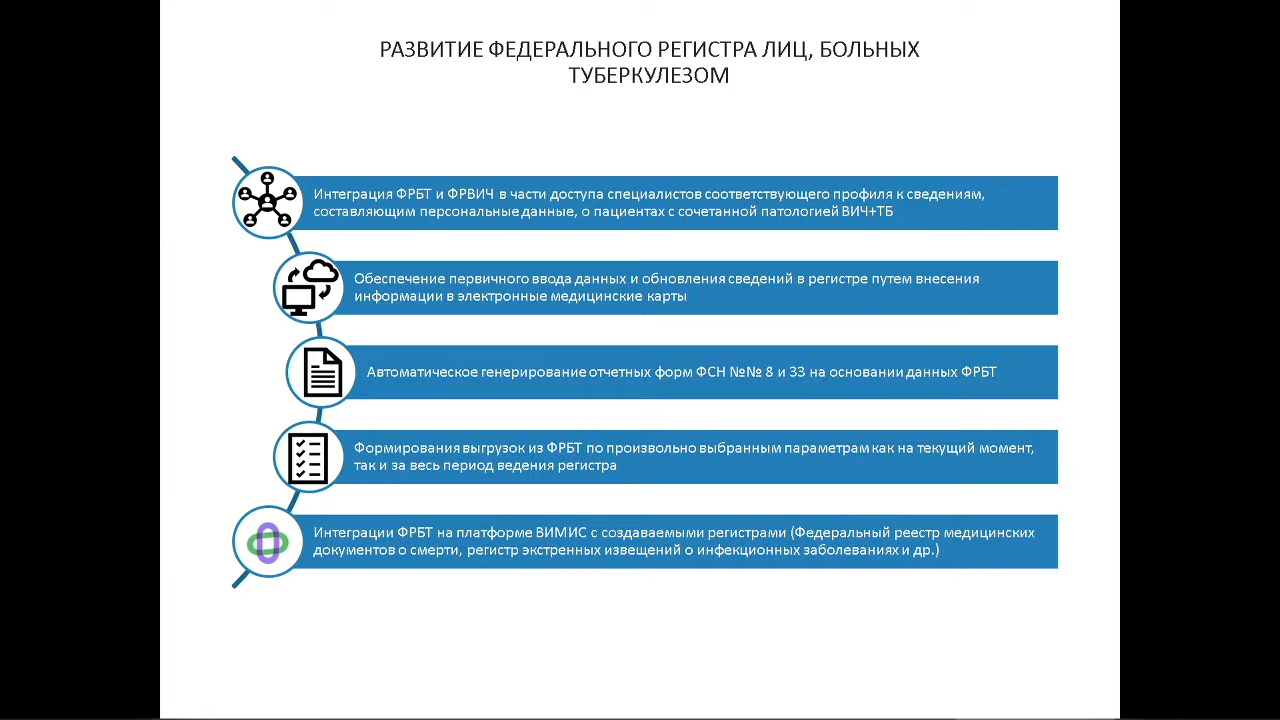 РАЗВИТИЕ ФЕДЕРАЛЬНОГО РЕГИСТРА ЛИЦ, БОЛЬНЫХ
ТУБЕРКУЛЕЗОМ
Интеграция ФРБТ и ФРВИЧ в части доступа специалистов соответствующего профиля к сведениям,
составляющим персональные данные, о пациентах с сочетанной патологией ВИЧ+ТБ
Обеспечение первичного ввода данных и обновления сведений в регистре путем внесения
информации в электронные медицинские карты
Автоматическое генерирование отчетных форм ФСН №№ 8 и 33 на основании данных ФРБТ
Формирования выгрузок из ФРБТ по произвольно выбранным параметрам как на текущий момент,
так и за весь период ведения регистра
Интеграции ФРБТ на платформе ВИМИС с создаваемыми регистрами (Федеральный реестр медицинских
документов о смерти, регистр экстренных извещений о инфекционных заболеваниях и др.)